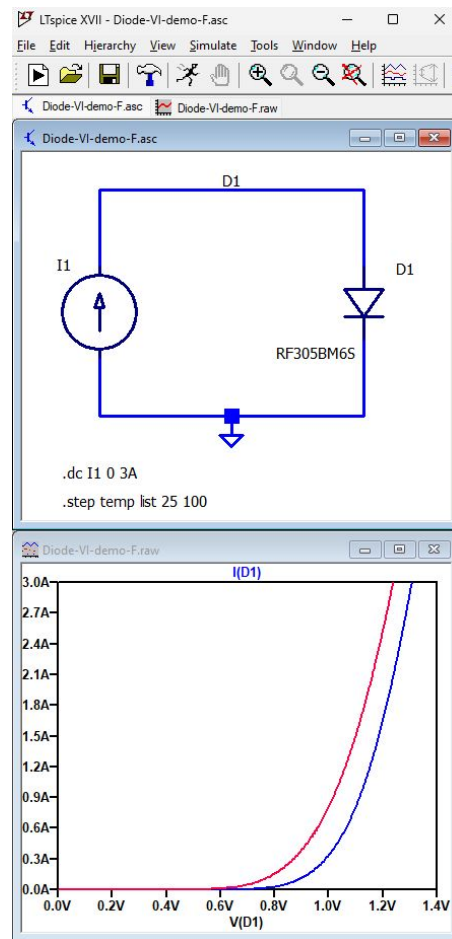 LTspice XVII - Diode-VI-demo-F.asc
File Edit Hierarchy View Simulate Tools Window Help
Diode-VI-demo-F.asc Diode-VI-demo-F.raw
Diode-VI-demo-F.asc
D1
I1
D1
RF305BM6S
.dc I1 0 3A
.step temp list 25 100
Diode-VI-demo-F.raw
I(D1)
3.0A
2.7A
2.4A
2.1A
1.8A
1.5A
1.2A
0.9A
0.6A
0.3A
0.0A
0.0V 0.2V 0.4V 0.6V 0.8V 1.0V 1.2V 1.4V
V(D1)